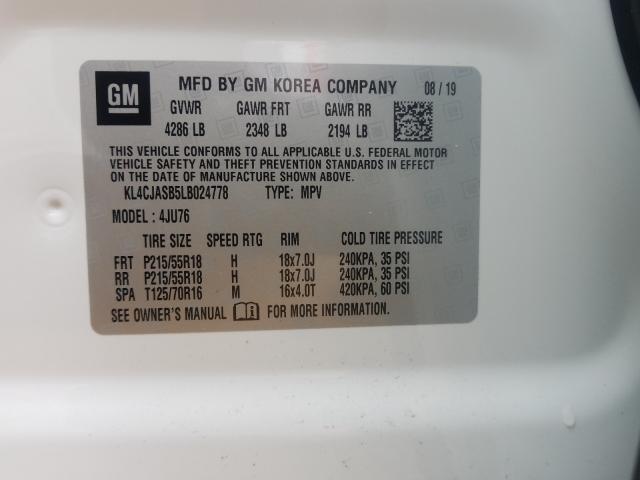 GM
MFD BY GM KOREA COMPANY 08 / 19
GVWR GAWR FRT GAWR RR
4286 LB 2348 LB 2194 LB
THIS VEHICLE CONFORMS TO ALL APPLICABLE U.S. FEDERAL MOTOR
VEHICLE SAFETY AND THEFT PREVENTION STANDARDS IN EFFECT
ON THE DATE OF MANUFACTURE SHOWN ABOVE.
KL4CJASB5LB024778 TYPE: MPV
MODEL : 4JU76
TIRE SIZE SPEED RTG RIM COLD TIRE PRESSURE
FRT P215/55R18 H 18x7.0J 240KPA, 35 PSI
RR P215/55R18 H 18x7.0J 240KPA, 35 PSI
SPA T125/70R16 M 16x4.0T 420KPA, 60 PSI
SEE OWNER'S MANUAL FOR MORE INFORMATION.